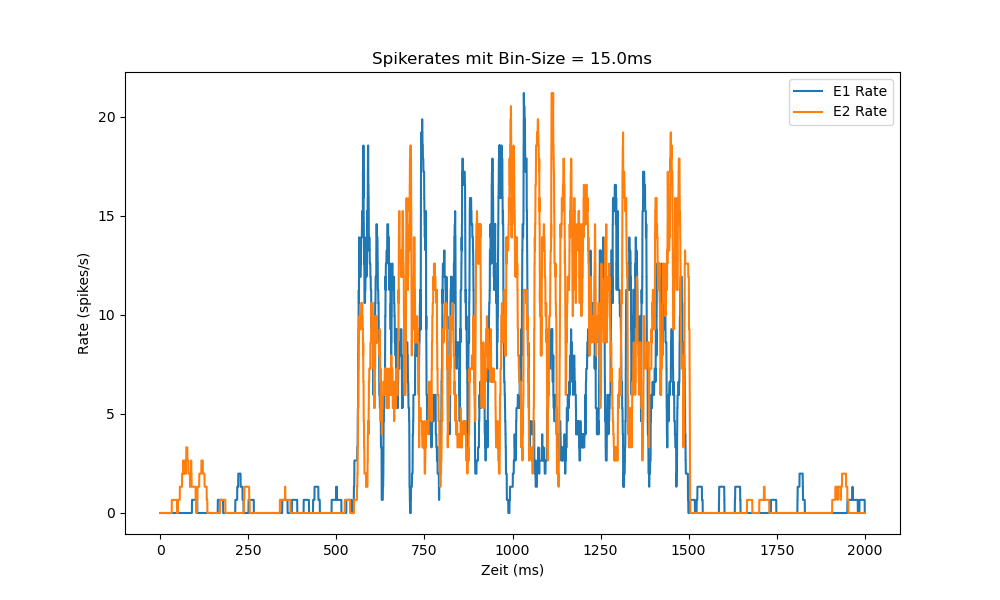 Spikerates mit Bin-Size = 15.0ms
E1 Rate
E2 Rate
Rate (spikes/s)
20
15
10
5
0
0 250 500 750 1000 1250 1500 1750 2000
Zeit (ms)